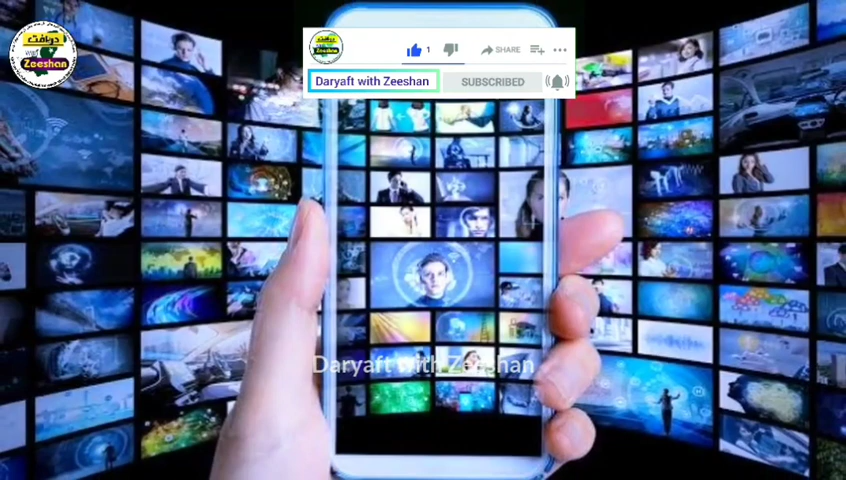 دریافت
with
Zeeshan
1
SHARE
Daryaft with Zeeshan
SUBSCRIBED
Daryaft with Zeeshan